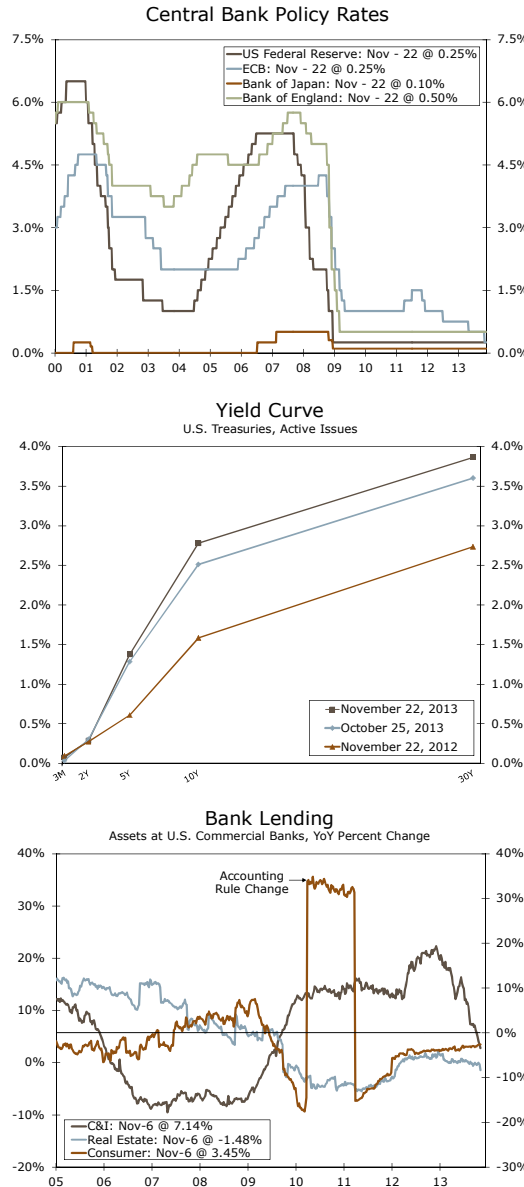 Central Bank Policy Rates
7.5% 7.5%
US Federal Reserve: Nov - 22 @ 0.25%
ECB: Nov - 22 @ 0.25%
Bank of Japan: Nov - 22 @ 0.10%
Bank of England: Nov - 22 @ 0.50%
6.0% 6.0%
4.5% 4.5%
3.0% 3.0%
1.5% 1.5%
0.0% 0.0%
00 01 02 03 04 05 06 07 08 09 10 11 12 13
Yield Curve
U.S. Treasuries, Active Issues
4.0% 4.0%
3.5% 3.5%
3.0% 3.0%
2.5% 2.5%
2.0% 2.0%
1.5% 1.5%
1.0% 1.0%
November 22, 2013
0.5% 0.5%
October 25, 2013
November 22, 2012
0.0% 0.0%
3M 2Y 5Y 10Y 30Y
Bank Lending
Assets at U.S. Commercial Banks, YoY Percent Change
40% 40%
Accounting
Rule Change
30% 30%
20% 20%
10% 10%
0% 0%
-10% -10%
C&I: Nov-6 @ 7.14%
Real Estate: Nov-6 @ -1.48%
Consumer: Nov-6 @ 3.45%
-20% -30%
-20%
05 06 07 08 09 10 11 12 13